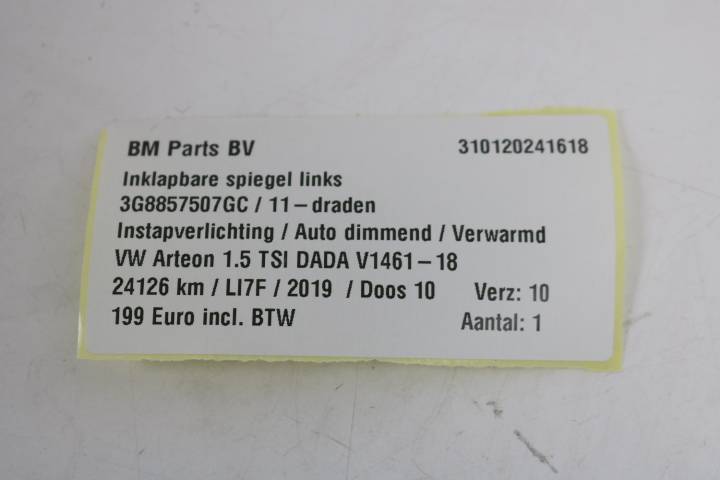 BM Parts BV 310120241618
Inklapbare spiegel links
3G8857507GC / 11-draden
Instapverlichting / Auto dimmend / Verwarmd
VW Arteon 1.5 TSI DADA V1461-18
24126 km / LI7F / 2019 / Doos 10 Verz: 10
199 Euro incl. BTW Aantal: 1